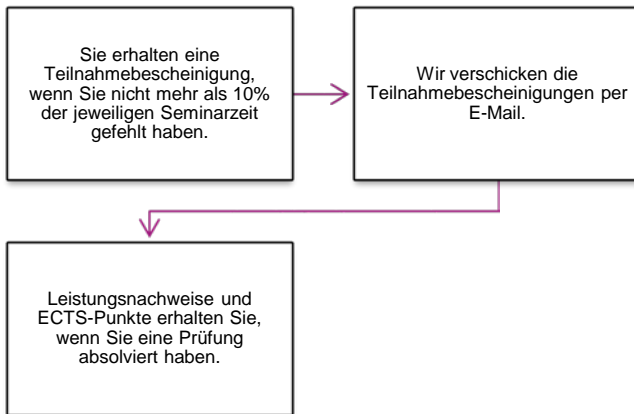 Sie erhalten eine
Teilnahmebescheinigung,
wenn Sie nicht mehr als 10%
der jeweiligen Seminarzeit
gefehlt haben.
Wir verschicken die
Teilnahmebescheinigungen per
E-Mail.
Leistungsnachweise und
ECTS-Punkte erhalten Sie,
wenn Sie eine Prüfung
absolviert haben.